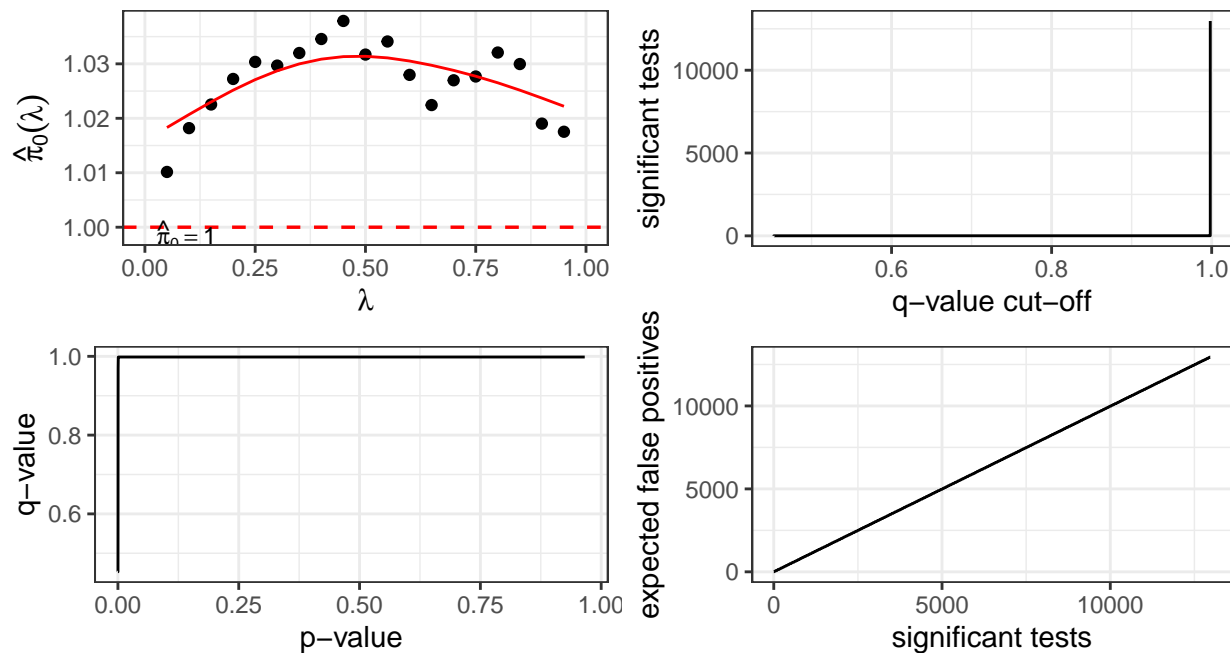 π̂₀(λ)
1.03
1.02
1.01
1.00
π̂₀ = 1
0.00 0.25 0.50 0.75 1.00
λ
significant tests
10000
5000
0
0.6 0.8 1.0
q−value cut−off
q−value
1.0
0.8
0.6
0.00 0.25 0.50 0.75 1.00
p−value
expected false positives
10000
5000
0
0 5000 10000
significant tests